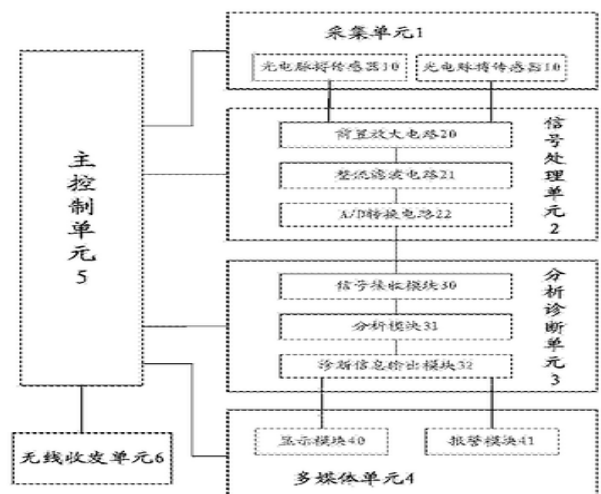 采集单元1
光电脉搏传感器10 光电脉搏传感器10
前置放大电路20
整流滤波电路21
A/D转换电路22
信号处理单元2
主控制单元5
信号接收模块30
分析模块31
诊断信息输出模块32
分析诊断单元3
显示模块40 报警模块41
多媒体单元4
无线收发单元6